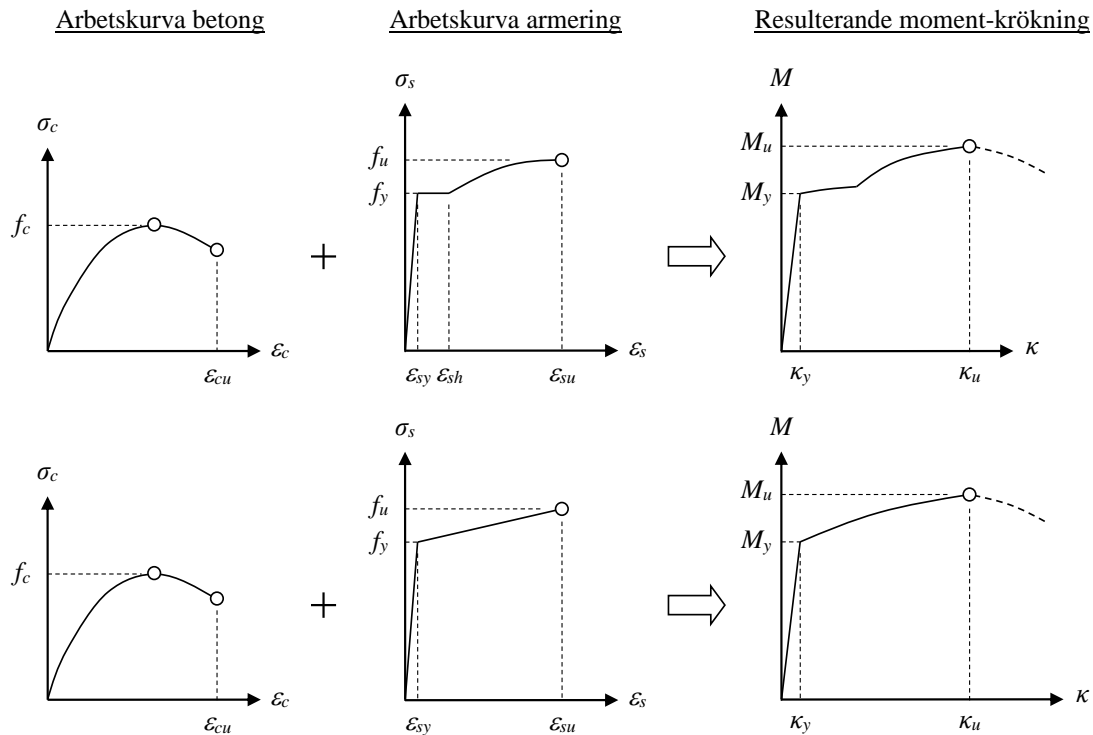 Arbetskurva betong
Arbetskurva armering
Resulterande moment-krökning
σc
fc
εc
εcu
+
σs
fu
fy
εs
εsy
εsh
εsu
M
Mu
My
κ
κy
κu
σc
fc
εc
εcu
+
σs
fu
fy
εs
εsy
εsu
M
Mu
My
κ
κy
κu